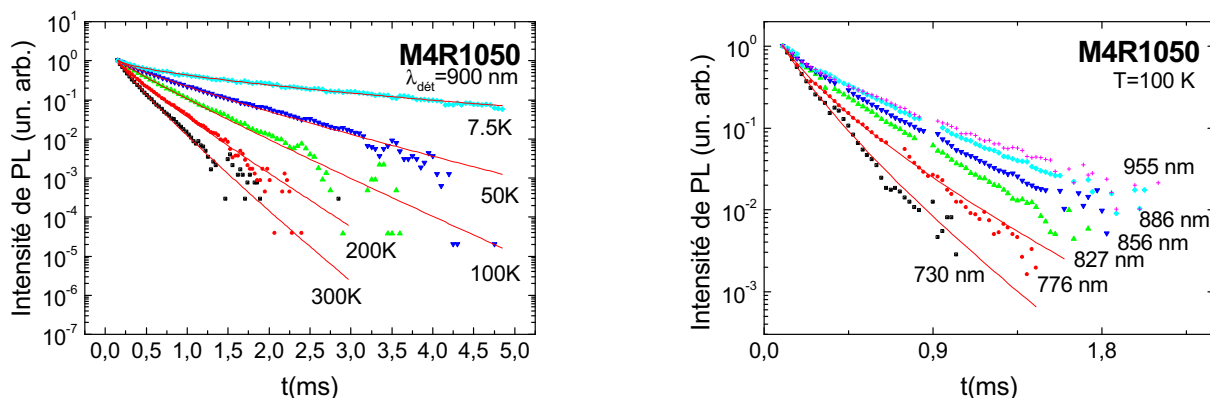 M4R1050
λdét=900 nm
7.5K
50K
200K
100K
300K
Intensité de PL (un. arb.)
10^1
10^0
10^-1
10^-2
10^-3
10^-4
10^-5
10^-6
10^-7
0,0 0,5 1,0 1,5 2,0 2,5 3,0 3,5 4,0 4,5 5,0
t(ms)
M4R1050
T=100 K
955 nm
886 nm
856 nm
827 nm
776 nm
730 nm
Intensité de PL (un. arb.)
10^0
10^-1
10^-2
10^-3
0,0 0,9 1,8
t(ms)